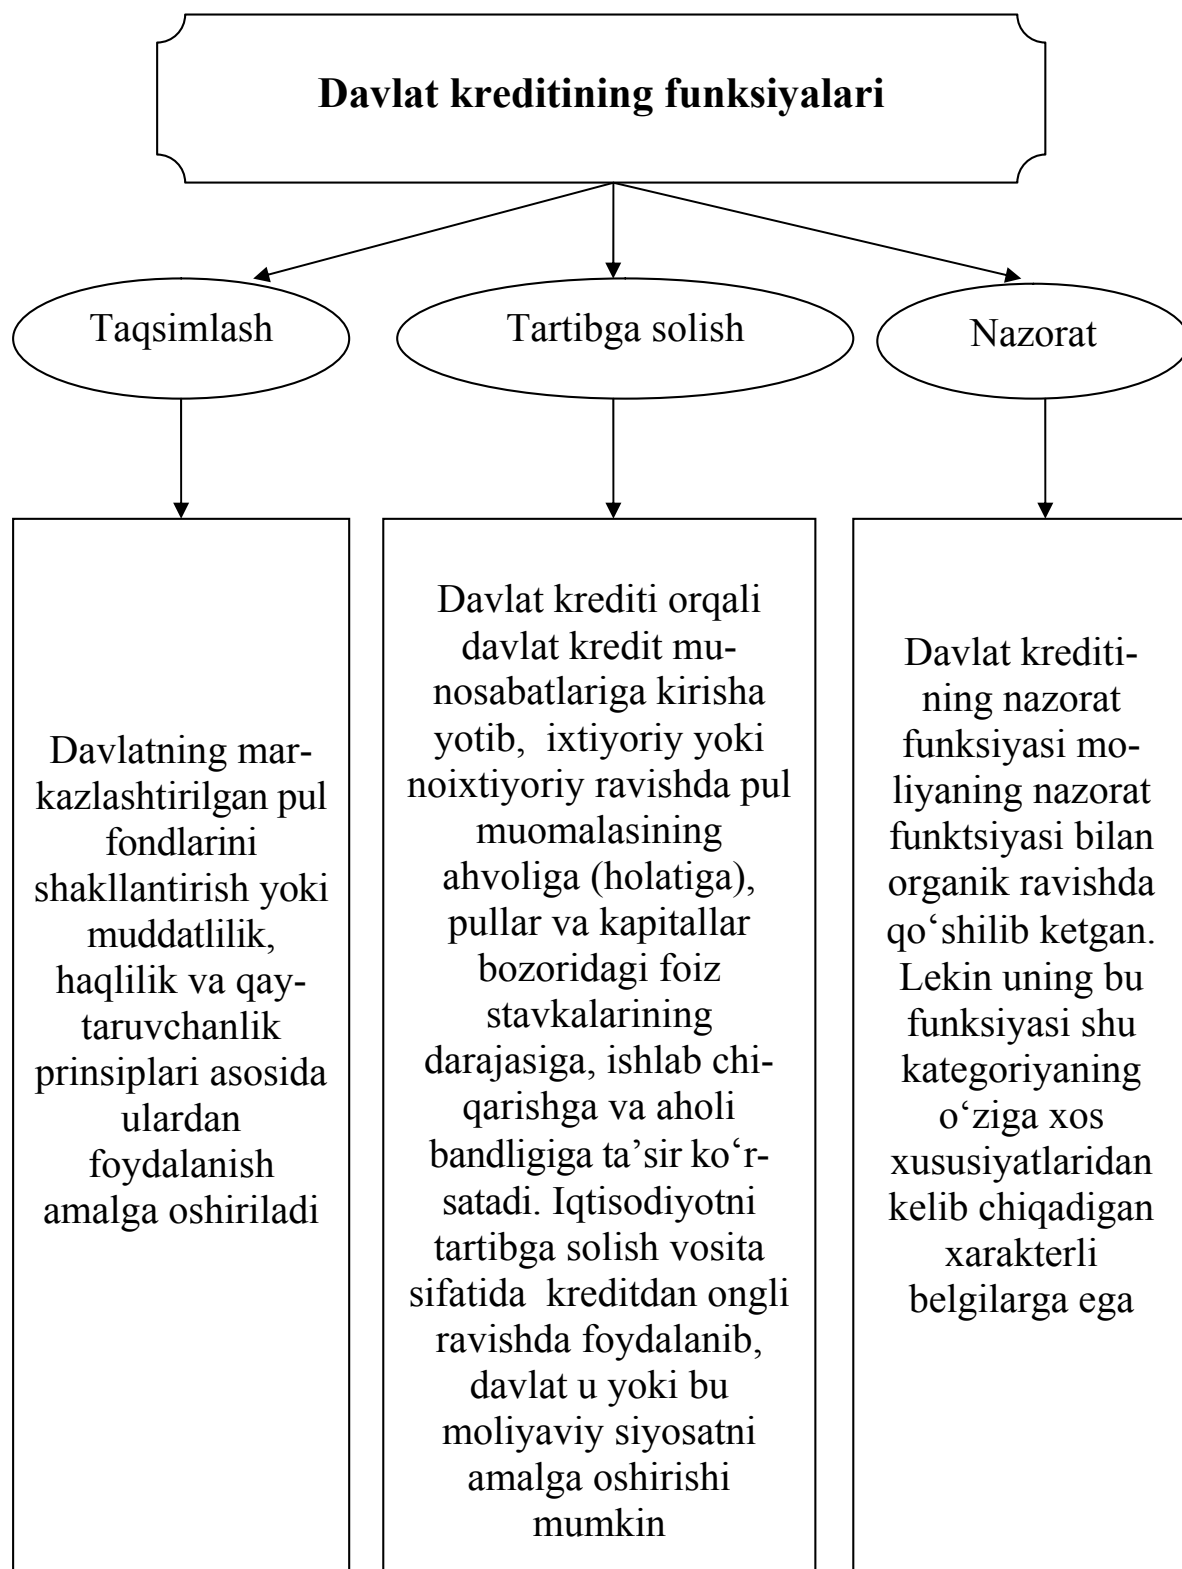 Davlat kreditining funksiyalari
Taqsimlash
Tartibga solish
Nazorat
Davlatning mar-
kazlashtirilgan pul
fondlarini
shakllantirish yoki
muddatlilik,
haqlilik va qay-
taruvchanlik
prinsiplari asosida
ulardan
foydalanish
amalga oshiriladi
Davlat krediti orqali
davlat kredit mu-
nosabatlariga kirisha
yotib, ixtiyoriy yoki
noixtiyoriy ravishda pul
muomalasining
ahvoliga (holatiga),
pullar va kapitallar
bozoridagi foiz
stavkalarining
darajasiga, ishlab chi-
qarishga va aholi
bandligiga ta’sir ko‘r-
satadi. Iqtisodiyotni
tartibga solish vosita
sifatida kreditdan ongli
ravishda foydalanib,
davlat u yoki bu
moliyaviy siyosatni
amalga oshirishi
mumkin
Davlat krediti-
ning nazorat
funksiyasi mo-
liyaning nazorat
funktsiyasi bilan
organik ravishda
qo‘shilib ketgan.
Lekin uning bu
funksiyasi shu
kategoriyaning
o‘ziga xos
xususiyatlaridan
kelib chiqadigan
xarakterli
belgilarga ega